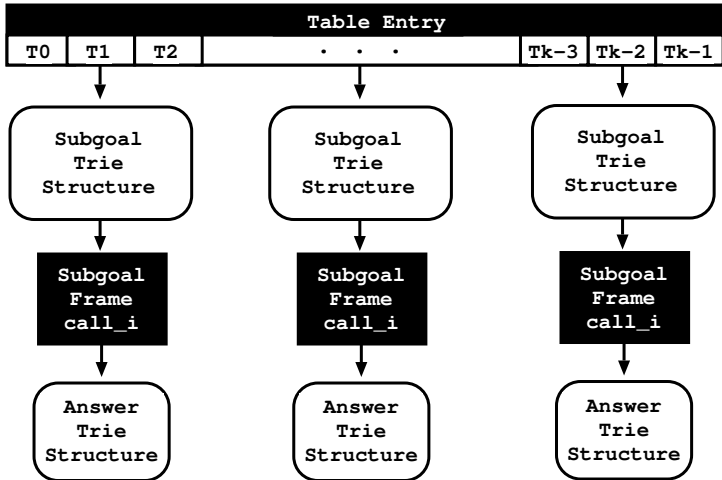 Table Entry
T0 T1 T2 . . . Tk-3 Tk-2 Tk-1
Subgoal
Trie
Structure
Subgoal
Trie
Structure
Subgoal
Trie
Structure
Subgoal
Frame
call_i
Subgoal
Frame
call_i
Subgoal
Frame
call_i
Answer
Trie
Structure
Answer
Trie
Structure
Answer
Trie
Structure